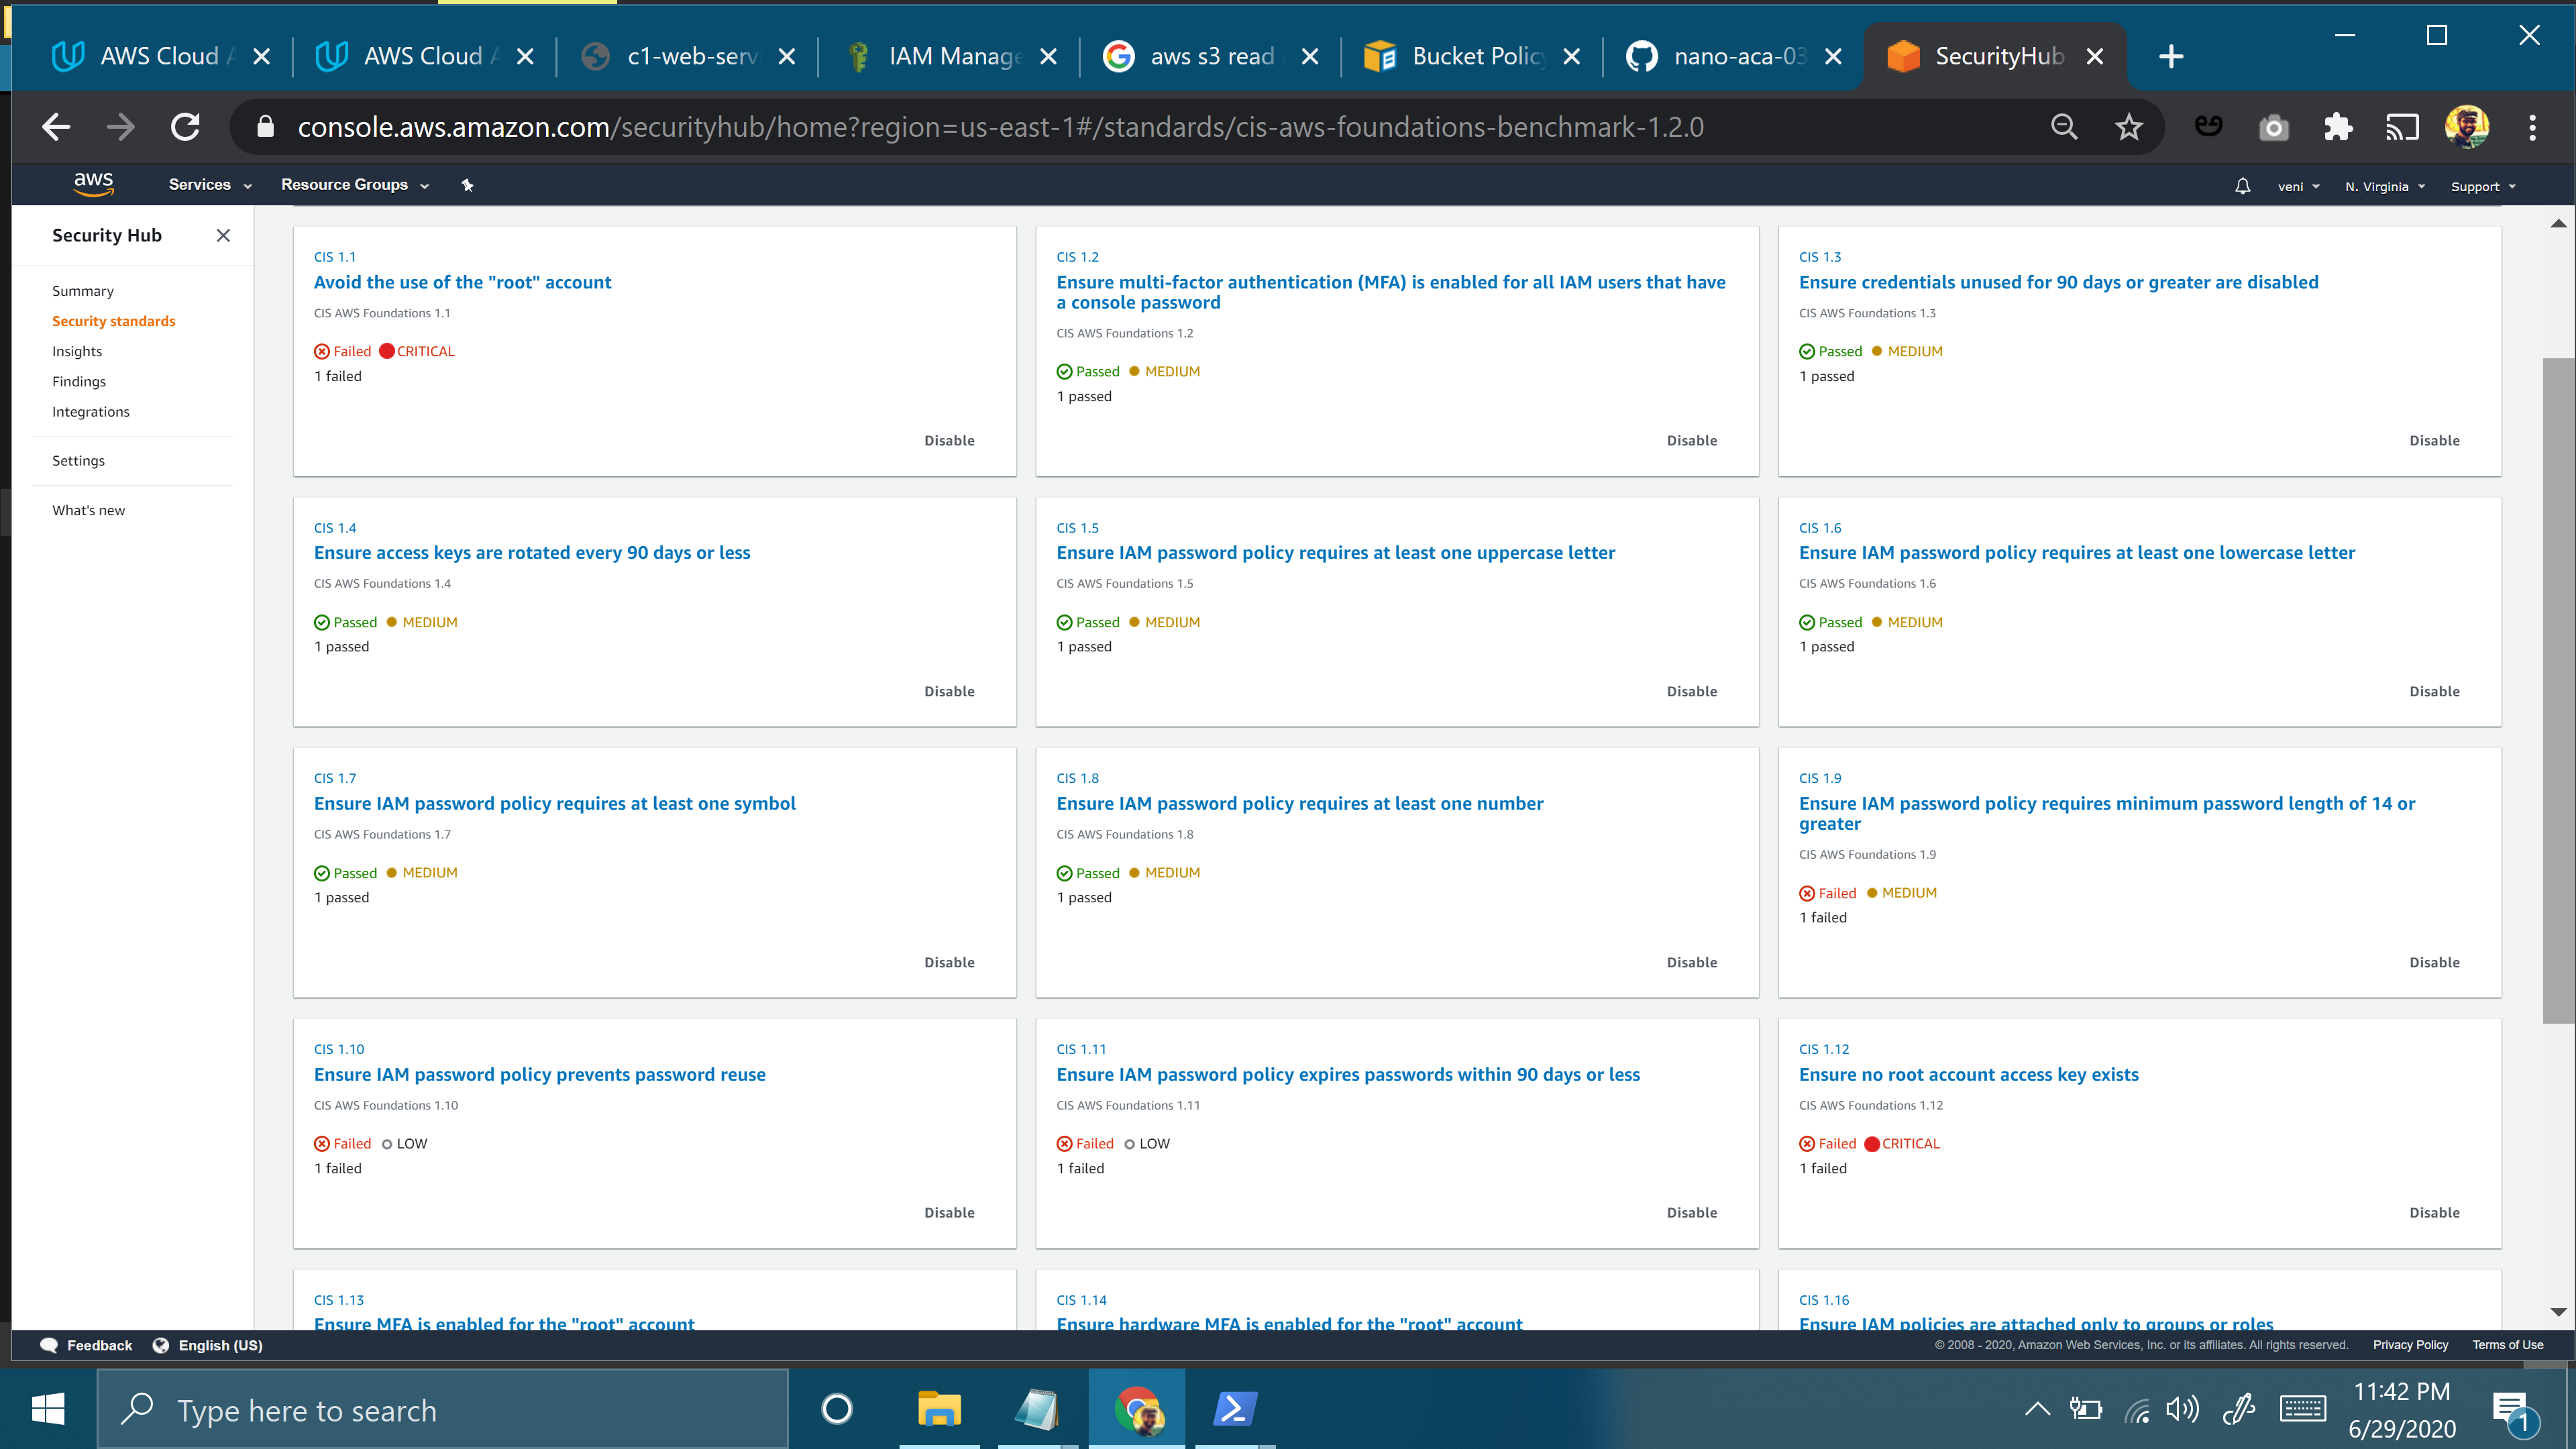 AWS Cloud A
AWS Cloud A
c1-web-serv
IAM Manage
aws s3 read
Bucket Policy
nano-aca-03
SecurityHub
console.aws.amazon.com/securityhub/home?region=us-east-1#/standards/cis-aws-foundations-benchmark-1.2.0
aws
Services
Resource Groups
veni
N. Virginia
Support
Security Hub
Summary
Security standards
Insights
Findings
Integrations
Settings
What's new
CIS 1.1
Avoid the use of the "root" account
CIS AWS Foundations 1.1
Failed CRITICAL
1 failed
Disable
CIS 1.2
Ensure multi-factor authentication (MFA) is enabled for all IAM users that have
a console password
CIS AWS Foundations 1.2
Passed MEDIUM
1 passed
Disable
CIS 1.3
Ensure credentials unused for 90 days or greater are disabled
CIS AWS Foundations 1.3
Passed MEDIUM
1 passed
Disable
CIS 1.4
Ensure access keys are rotated every 90 days or less
CIS AWS Foundations 1.4
Passed MEDIUM
1 passed
Disable
CIS 1.5
Ensure IAM password policy requires at least one uppercase letter
CIS AWS Foundations 1.5
Passed MEDIUM
1 passed
Disable
CIS 1.6
Ensure IAM password policy requires at least one lowercase letter
CIS AWS Foundations 1.6
Passed MEDIUM
1 passed
Disable
CIS 1.7
Ensure IAM password policy requires at least one symbol
CIS AWS Foundations 1.7
Passed MEDIUM
1 passed
Disable
CIS 1.8
Ensure IAM password policy requires at least one number
CIS AWS Foundations 1.8
Passed MEDIUM
1 passed
Disable
CIS 1.9
Ensure IAM password policy requires minimum password length of 14 or
greater
CIS AWS Foundations 1.9
Failed MEDIUM
1 failed
Disable
CIS 1.10
Ensure IAM password policy prevents password reuse
CIS AWS Foundations 1.10
Failed LOW
1 failed
Disable
CIS 1.11
Ensure IAM password policy expires passwords within 90 days or less
CIS AWS Foundations 1.11
Failed LOW
1 failed
Disable
CIS 1.12
Ensure no root account access key exists
CIS AWS Foundations 1.12
Failed CRITICAL
1 failed
Disable
CIS 1.13
Ensure MFA is enabled for the "root" account
CIS 1.14
Ensure hardware MFA is enabled for the "root" account
CIS 1.16
Ensure IAM policies are attached only to groups or roles
Feedback
English (US)
© 2008 - 2020, Amazon Web Services, Inc. or its affiliates. All rights reserved.
Privacy Policy
Terms of Use
Type here to search
11:42 PM
6/29/2020
1